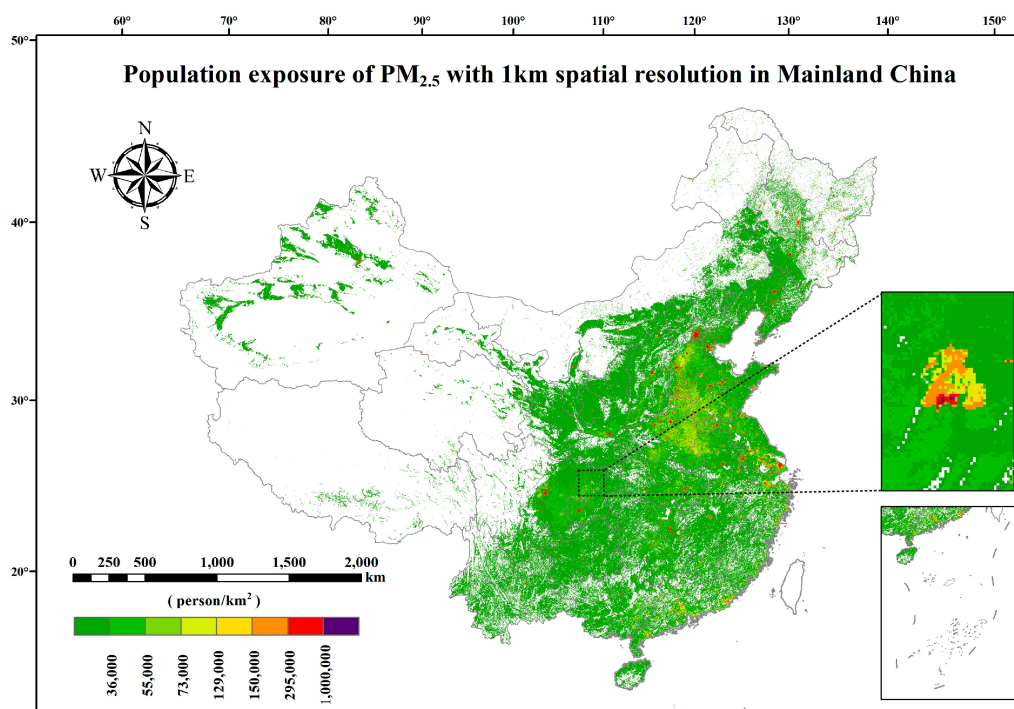 60° 70° 80° 90° 100° 110° 120° 130° 140° 150°
50°
Population exposure of PM2.5 with 1km spatial resolution in Mainland China
N
W E
S
40°
30°
20°
0 250 500 1,000 1,500 2,000
km
( person/km² )
36,000 55,000 73,000 129,000 150,000 295,000 1,000,000